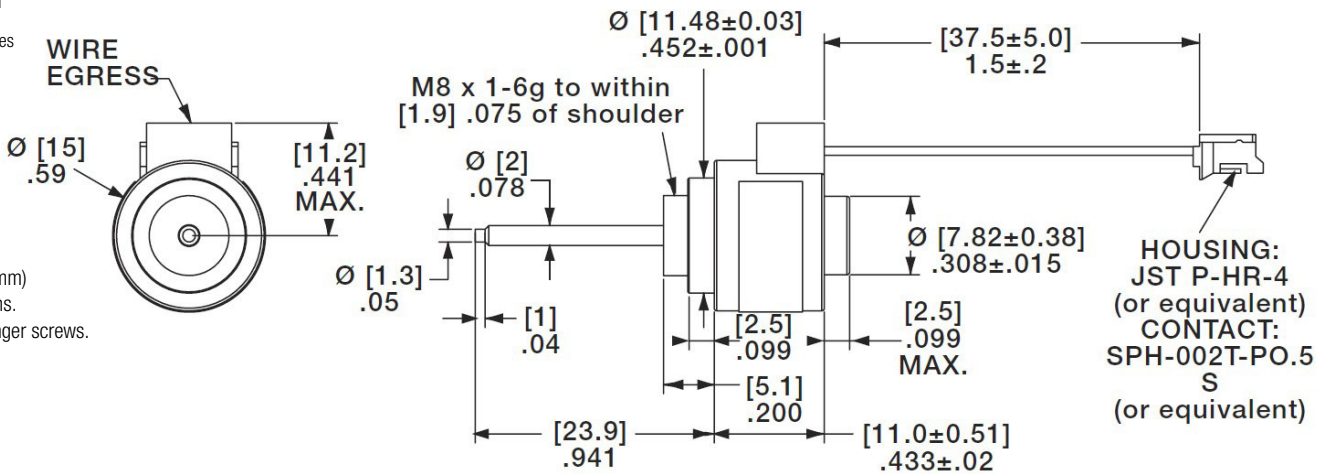 es
WIRE
EGRESS
Ø [15]
.59
[11.2]
.441
MAX.
mm)
ns.
nger screws.
Ø [11.48±0.03]
.452±.001
M8 x 1-6g to within
[1.9] .075 of shoulder
Ø [2]
.078
Ø [1.3]
.05
[1]
.04
[37.5±5.0]
1.5±.2
Ø [7.82±0.38]
.308±.015
[2.5]
.099
[2.5]
.099
MAX.
[5.1]
.200
[23.9]
.941
[11.0±0.51]
.433±.02
HOUSING:
JST P-HR-4
(or equivalent)
CONTACT:
SPH-002T-PO.5
S
(or equivalent)